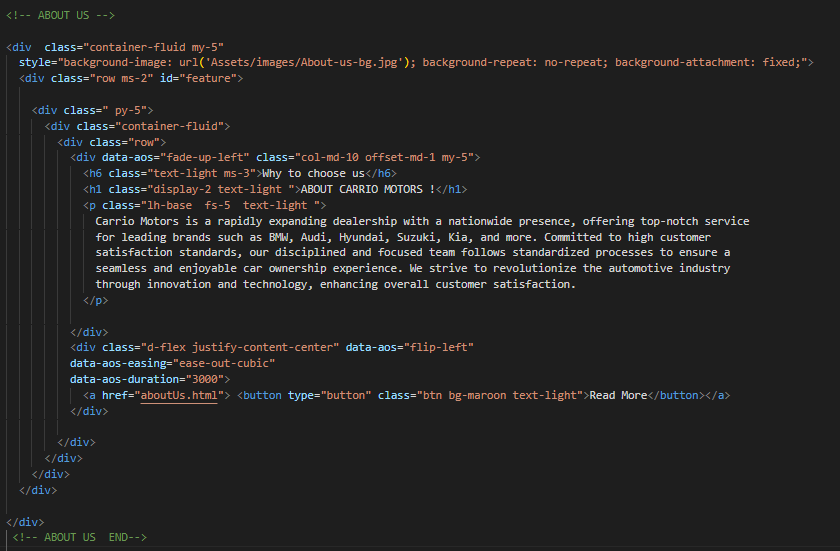 <!-- ABOUT US -->
<div  class="container-fluid my-5"
style="background-image: url('Assets/images/About-us-bg.jpg'); background-repeat: no-repeat; background-attachment: fixed;">
<div class="row ms-2" id="feature">
<div class=" py-5">
<div class="container-fluid">
<div class="row">
<div data-aos="fade-up-left" class="col-md-10 offset-md-1 my-5">
<h6 class="text-light ms-3">Why to choose us</h6>
<h1 class="display-2 text-light ">ABOUT CARRIO MOTORS !</h1>
<p class="lh-base  fs-5  text-light ">
Carrio Motors is a rapidly expanding dealership with a nationwide presence, offering top-notch service
for leading brands such as BMW, Audi, Hyundai, Suzuki, Kia, and more. Committed to high customer
satisfaction standards, our disciplined and focused team follows standardized processes to ensure a
seamless and enjoyable car ownership experience. We strive to revolutionize the automotive industry
through innovation and technology, enhancing overall customer satisfaction.
</p>
</div>
<div class="d-flex justify-content-center" data-aos="flip-left"
data-aos-easing="ease-out-cubic"
data-aos-duration="3000">
<a href="aboutUs.html"> <button type="button" class="btn bg-maroon text-light">Read More</button></a>
</div>
</div>
</div>
</div>
</div>
</div>
<!-- ABOUT US  END-->